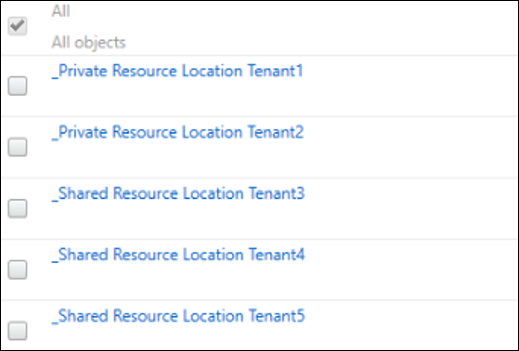 All
All objects
_Private Resource Location Tenant1
_Private Resource Location Tenant2
_Shared Resource Location Tenant3
_Shared Resource Location Tenant4
_Shared Resource Location Tenant5